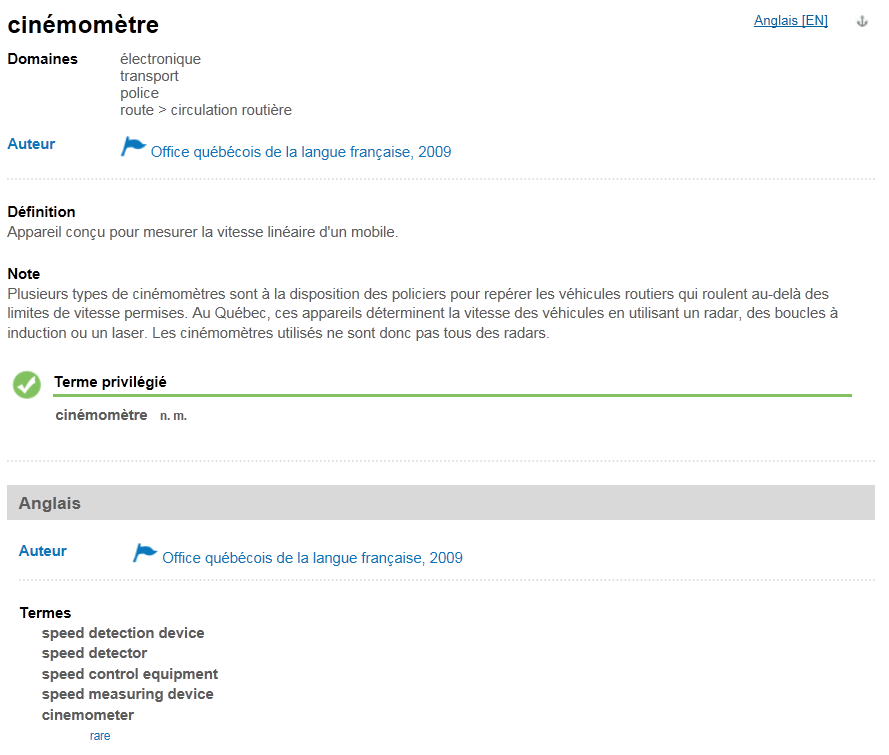 cinémomètre
Anglais [EN]
Domaines
électronique
transport
police
route > circulation routière
Auteur
Office québécois de la langue française, 2009
Définition
Appareil conçu pour mesurer la vitesse linéaire d'un mobile.
Note
Plusieurs types de cinémomètres sont à la disposition des policiers pour repérer les véhicules routiers qui roulent au-delà des
limites de vitesse permises. Au Québec, ces appareils déterminent la vitesse des véhicules en utilisant un radar, des boucles à
induction ou un laser. Les cinémomètres utilisés ne sont donc pas tous des radars.
Terme privilégié
cinémomètre n. m.
Anglais
Auteur
Office québécois de la langue française, 2009
Termes
speed detection device
speed detector
speed control equipment
speed measuring device
cinemometer
rare